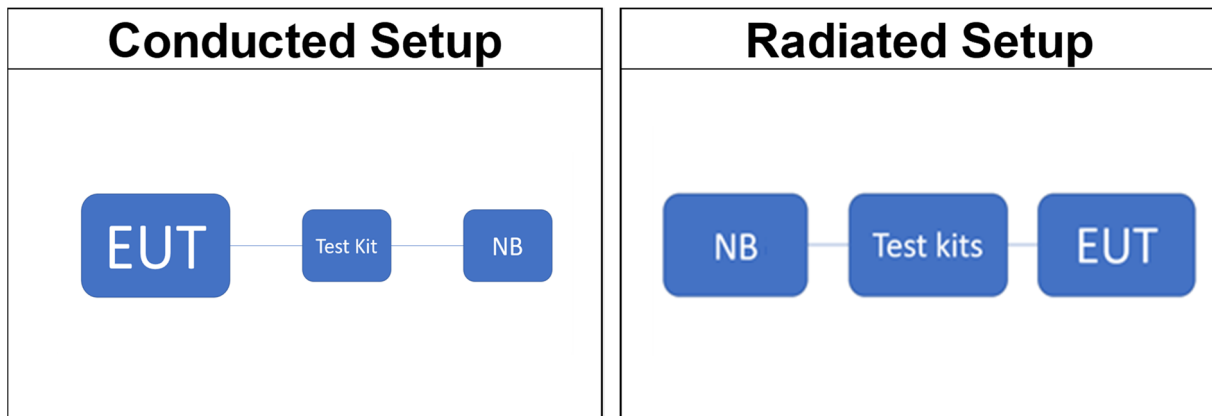 Conducted Setup
EUT
Test Kit
NB
Radiated Setup
NB
Test kits
EUT